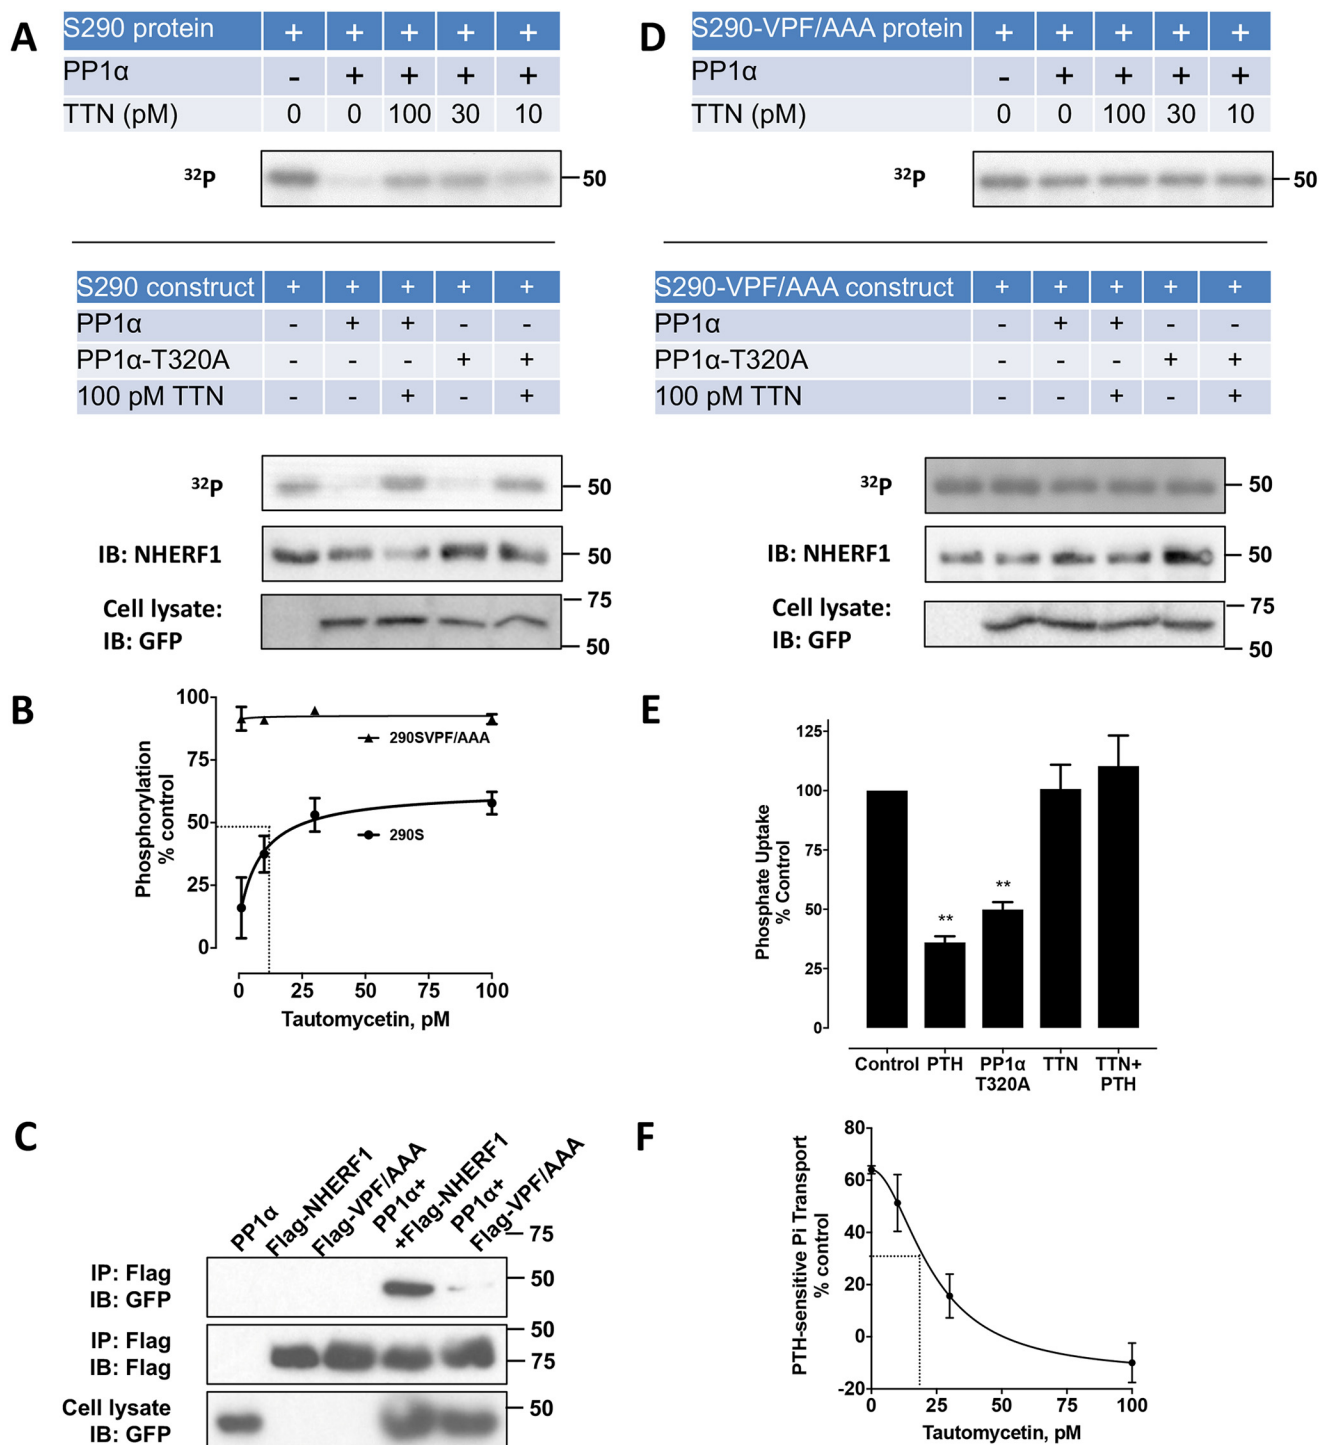 A
S290 protein + + + + +
PP1α - + + + +
TTN (pM) 0 0 100 30 10
³²P
50
S290 construct + + + + +
PP1α - + + - -
PP1α-T320A - - - + +
100 pM TTN - - + - +
³²P
50
IB: NHERF1
50
Cell lysate:
IB: GFP
75
50
D
S290-VPF/AAA protein + + + + +
PP1α - + + + +
TTN (pM) 0 0 100 30 10
³²P
50
S290-VPF/AAA construct + + + + +
PP1α - + + - -
PP1α-T320A - - - + +
100 pM TTN - - + - +
³²P
50
IB: NHERF1
50
Cell lysate:
IB: GFP
75
50
B
Phosphorylation
% control
100
75
50
25
0
290SVPF/AAA
290S
0 25 50 75 100
Tautomycetin, pM
E
Phosphate Uptake
% Control
125
100
75
50
25
0
**
**
Control PTH PP1α TTN TTN+
T320A PTH
C
PP1α
Flag-NHERF1
Flag-VPF/AAA
PP1α+
+Flag-NHERF1
PP1α+
Flag-VPF/AAA
75
IP: Flag
IB: GFP
50
IP: Flag
IB: Flag
50
75
Cell lysate
IB: GFP
50
F
PTH-sensitive Pi Transport
% control
80
60
40
20
0
-20
0 25 50 75 100
Tautomycetin, pM